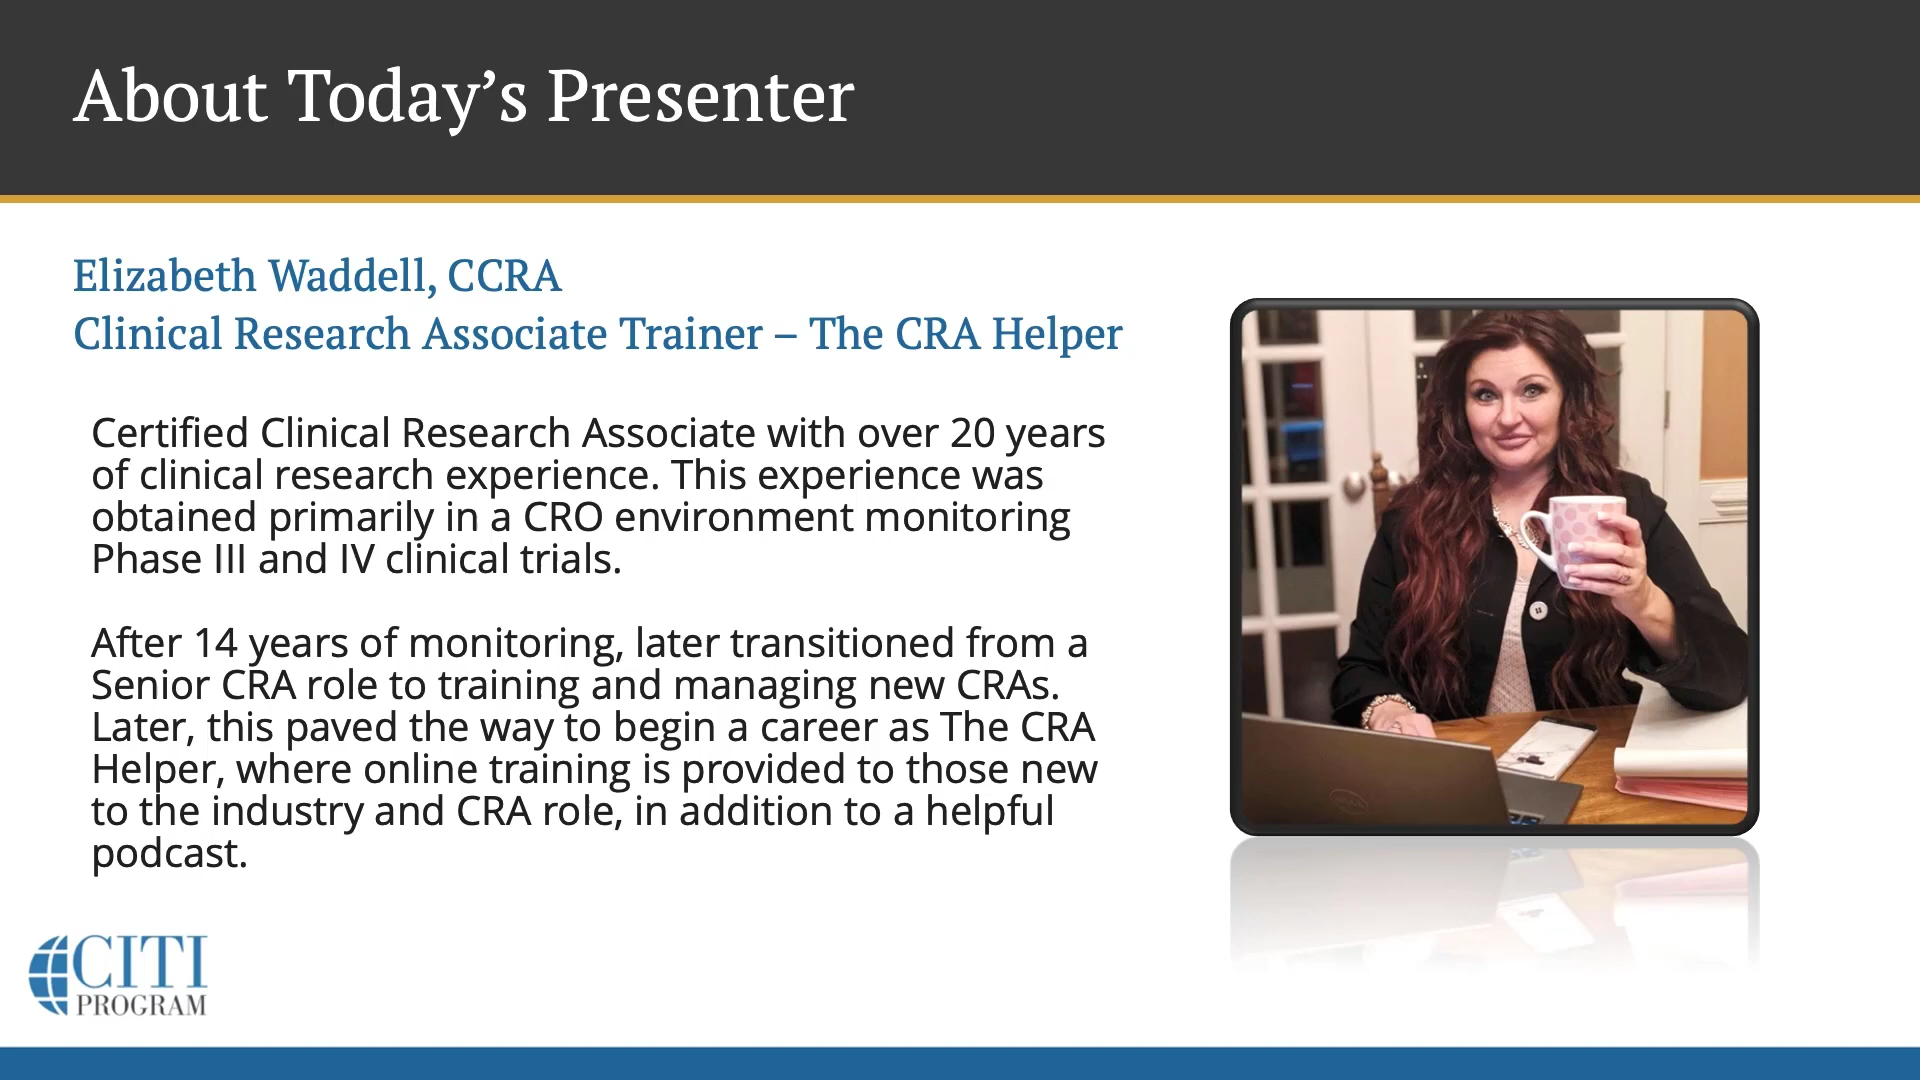 About Today’s Presenter
Elizabeth Waddell, CCRA
Clinical Research Associate Trainer – The CRA Helper
Certified Clinical Research Associate with over 20 years
of clinical research experience. This experience was
obtained primarily in a CRO environment monitoring
Phase III and IV clinical trials.
After 14 years of monitoring, later transitioned from a
Senior CRA role to training and managing new CRAs.
Later, this paved the way to begin a career as The CRA
Helper, where online training is provided to those new
to the industry and CRA role, in addition to a helpful
podcast.
CITI
PROGRAM